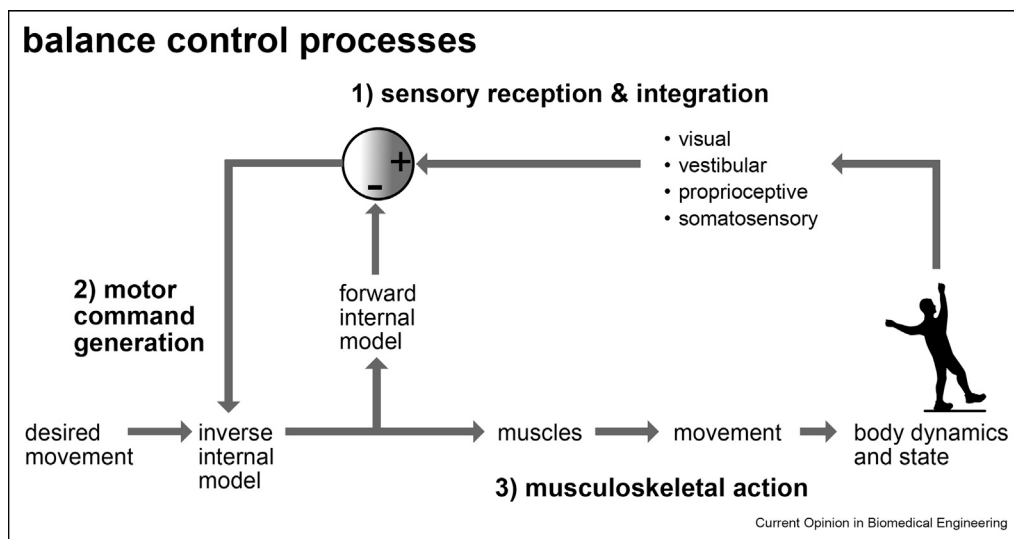 balance control processes
1) sensory reception & integration
• visual
• vestibular
• proprioceptive
• somatosensory
+
-
2) motor
command
generation
forward
internal
model
desired
movement
inverse
internal
model
muscles
movement
body dynamics
and state
3) musculoskeletal action
Current Opinion in Biomedical Engineering